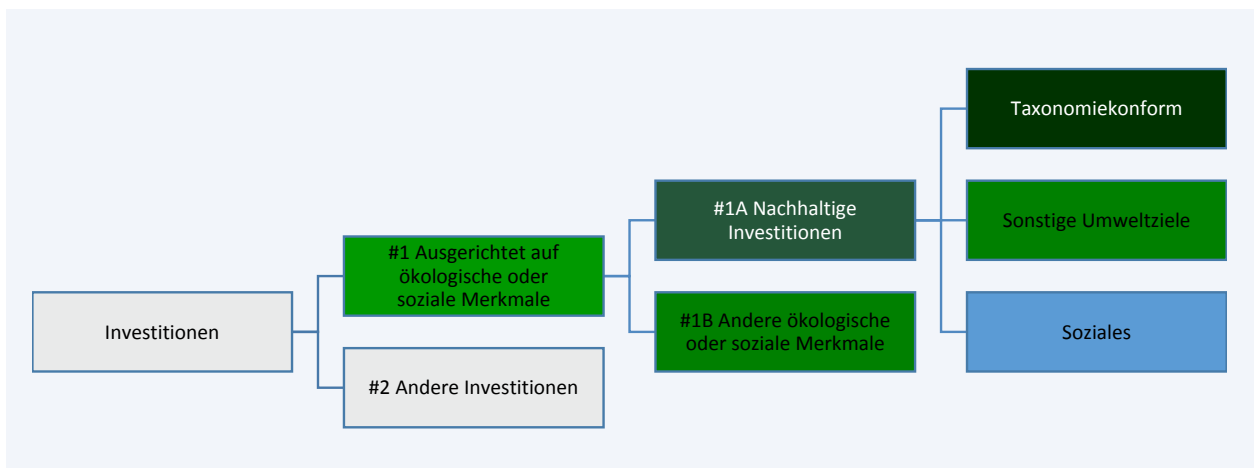 Investitionen
#1 Ausgerichtet auf
ökologische oder
soziale Merkmale
#2 Andere Investitionen
#1A Nachhaltige
Investitionen
#1B Andere ökologische
oder soziale Merkmale
Taxonomiekonform
Sonstige Umweltziele
Soziales